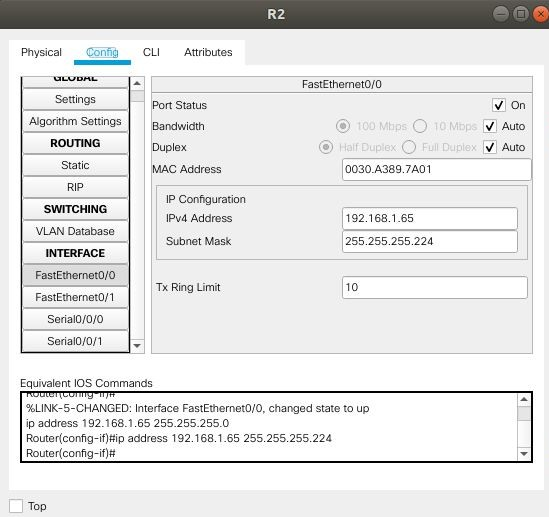 R2
Physical Config CLI Attributes
GLOBAL
Settings
Algorithm Settings
ROUTING
Static
RIP
SWITCHING
VLAN Database
INTERFACE
FastEthernet0/0
FastEthernet0/1
Serial0/0/0
Serial0/0/1
FastEthernet0/0
Port Status On
Bandwidth 100 Mbps 10 Mbps Auto
Duplex Half Duplex Full Duplex Auto
MAC Address 0030.A389.7A01
IP Configuration
IPv4 Address 192.168.1.65
Subnet Mask 255.255.255.224
Tx Ring Limit 10
Equivalent IOS Commands
Router(config-if)#
%LINK-5-CHANGED: Interface FastEthernet0/0, changed state to up
ip address 192.168.1.65 255.255.255.0
Router(config-if)#ip address 192.168.1.65 255.255.255.224
Router(config-if)#
Top